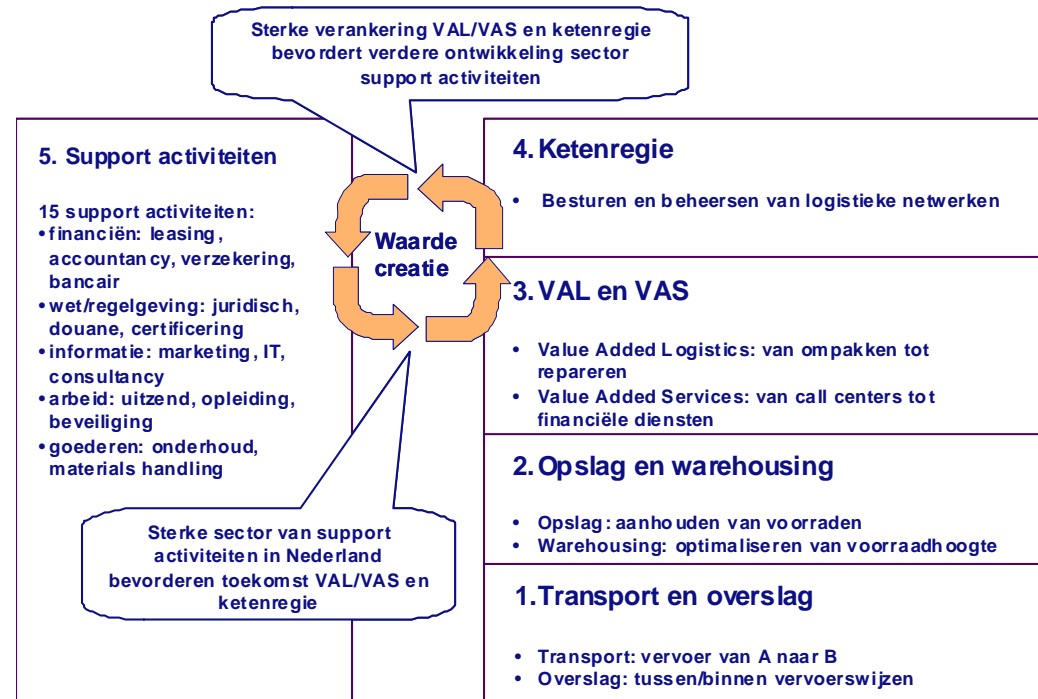 Sterke verankering VAL/VAS en ketenregie
bevordert verdere ontwikkeling sector
support activiteiten
5. Support activiteiten
15 support activiteiten:
• financiën: leasing,
accountancy, verzekering,
bancair
• wet/regelgeving: juridisch,
douane, certificering
• informatie: marketing, IT,
consultancy
• arbeid: uitzend, opleiding,
beveiliging
• goederen: onderhoud,
materials handling
Waarde
creatie
Sterke sector van support
activiteiten in Nederland
bevorderen toekomst VAL/VAS en
ketenregie
4. Ketenregie
• Besturen en beheersen van logistieke netwerken
3. VAL en VAS
• Value Added Logistics: van ompakken tot
repareren
• Value Added Services: van call centers tot
financiële diensten
2. Opslag en warehousing
• Opslag: aanhouden van voorraden
• Warehousing: optimaliseren van voorraadhoogte
1. Transport en overslag
• Transport: vervoer van A naar B
• Overslag: tussen/binnen vervoerswijzen